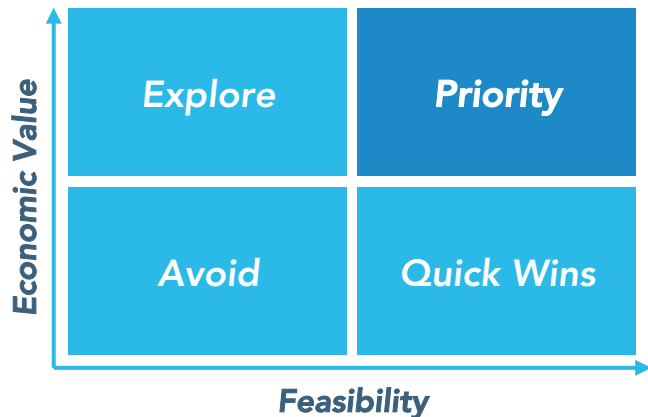 Economic Value
Explore
Priority
Avoid
Quick Wins
Feasibility